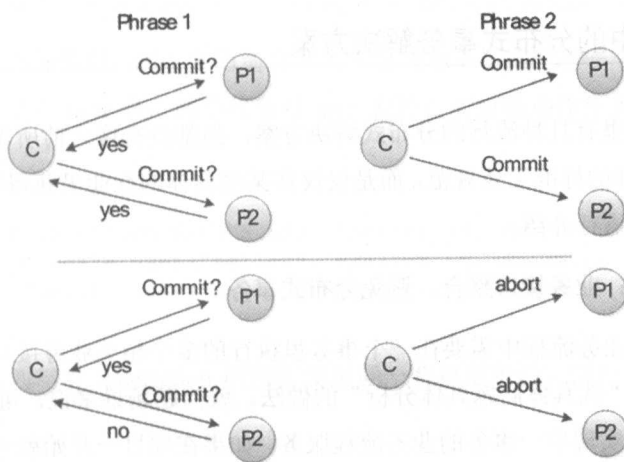 Phrase 1
Phrase 2
Commit?
P1
yes
C
Commit?
yes
P2
Commit
P1
C
Commit
P2
Commit?
P1
yes
C
Commit?
no
P2
abort
P1
C
abort
P2